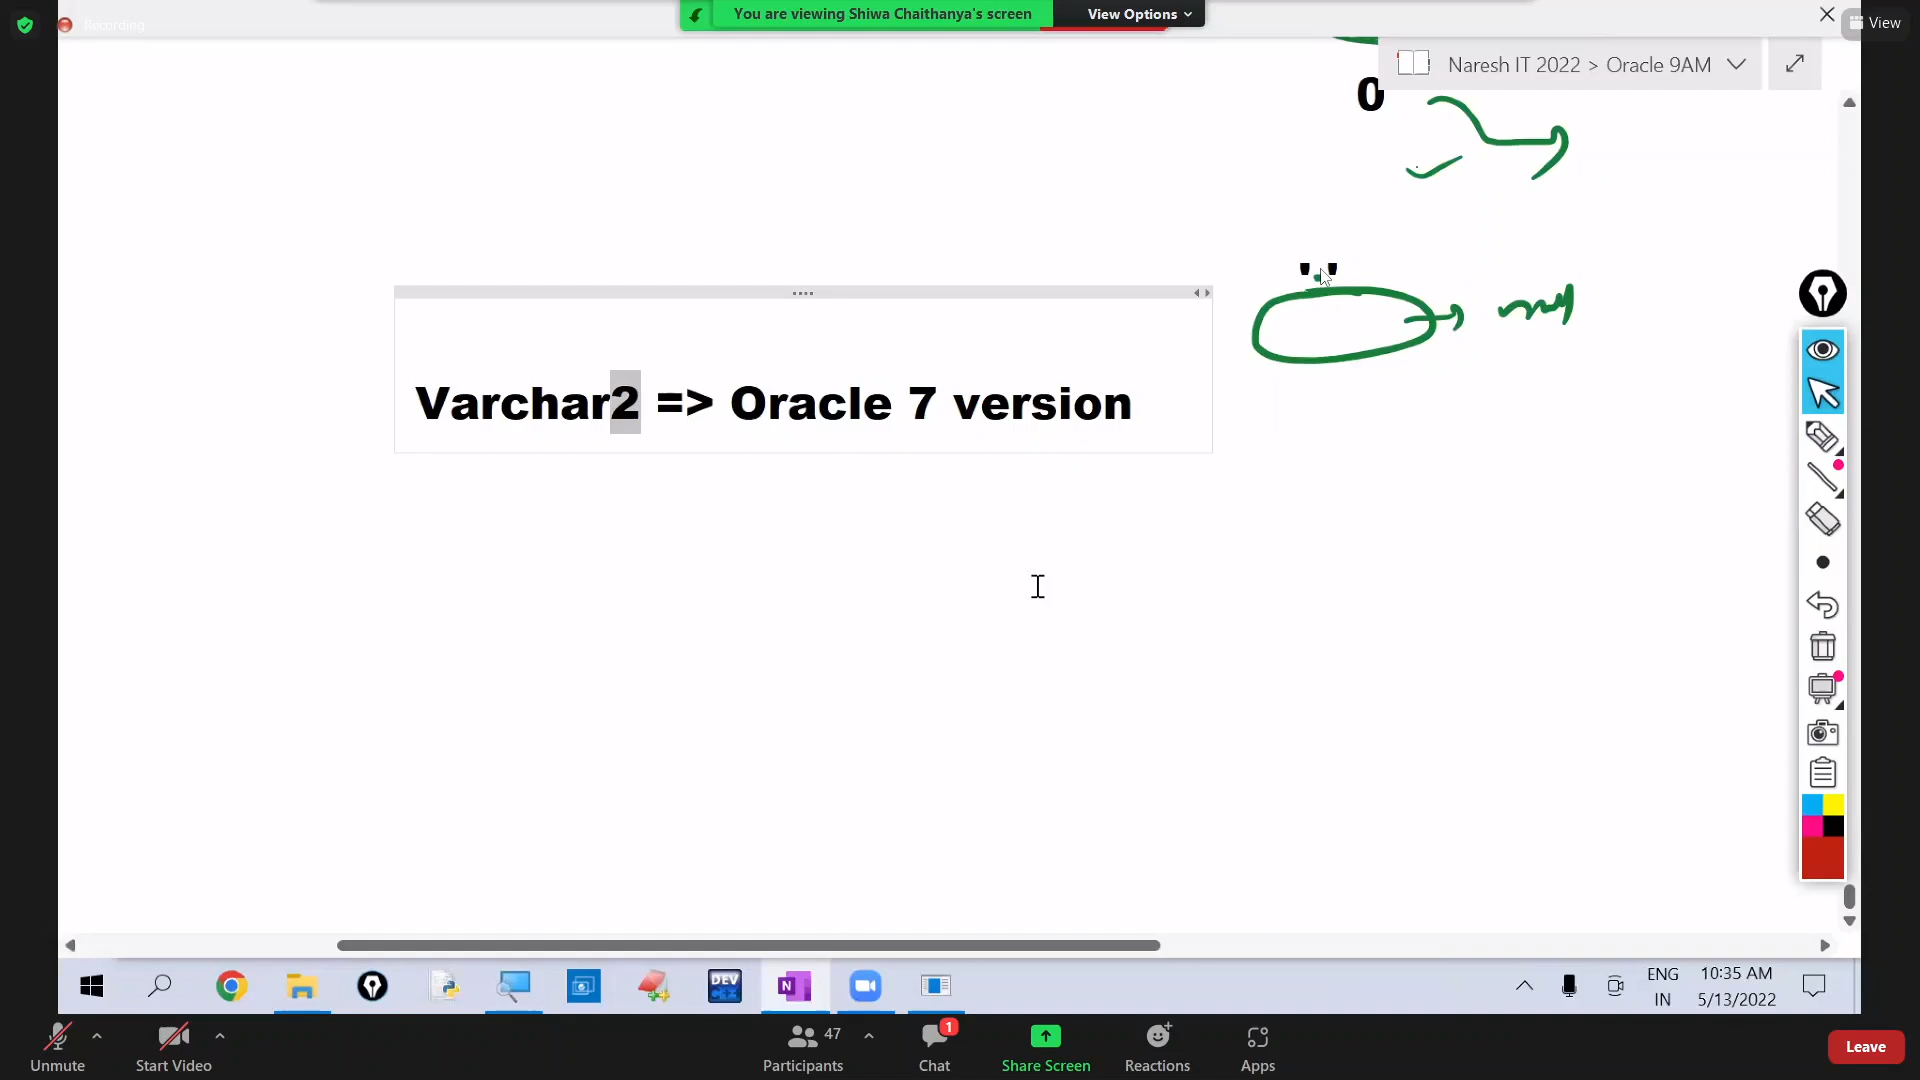 Recording
You are viewing Shiwa Chaithanya's screen
View Options
View
Naresh IT 2022 > Oracle 9AM
0
' '
Varchar2 => Oracle 7 version
DEV
N
ENG
IN
10:35 AM
5/13/2022
Unmute
Start Video
47
Participants
1
Chat
Share Screen
Reactions
Apps
Leave